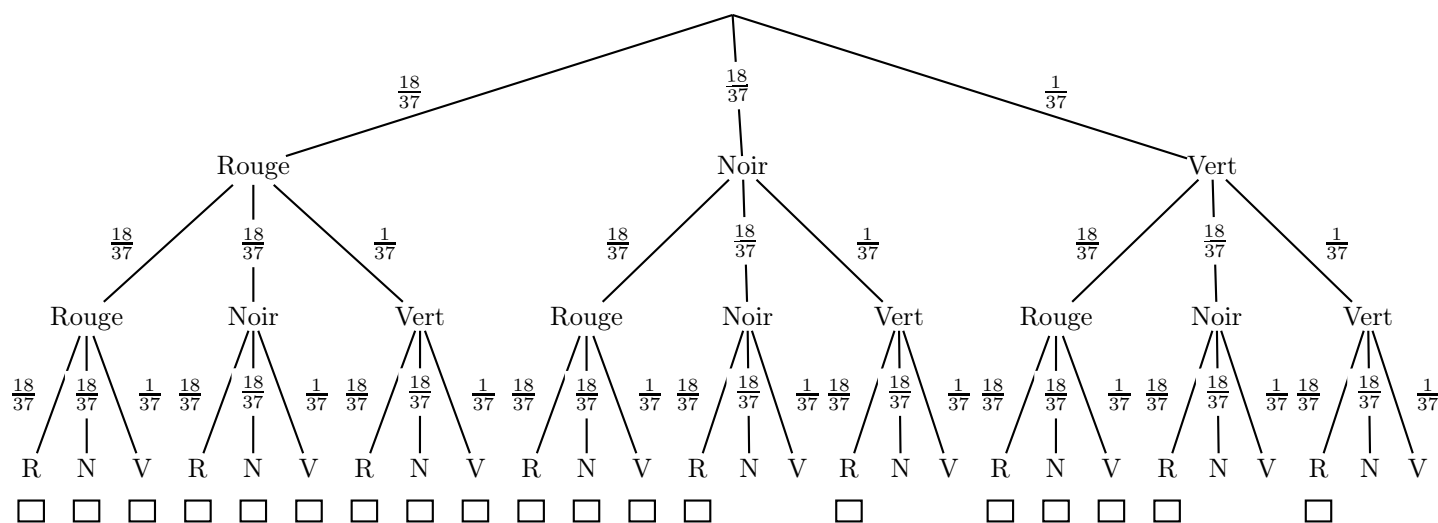 18/37 18/37 1/37
Rouge Noir Vert
18/37 18/37 1/37 18/37 18/37 1/37 18/37 18/37 1/37
Rouge Noir Vert Rouge Noir Vert Rouge Noir Vert
18/37 18/37 1/37 18/37 18/37 1/37 18/37 18/37 1/37 18/37 18/37 1/37 18/37 18/37 1/37 18/37 18/37 1/37 18/37 18/37 1/37 18/37 18/37 1/37 18/37 18/37 1/37
R N V R N V R N V R N V R N V R N V R N V R N V R N V